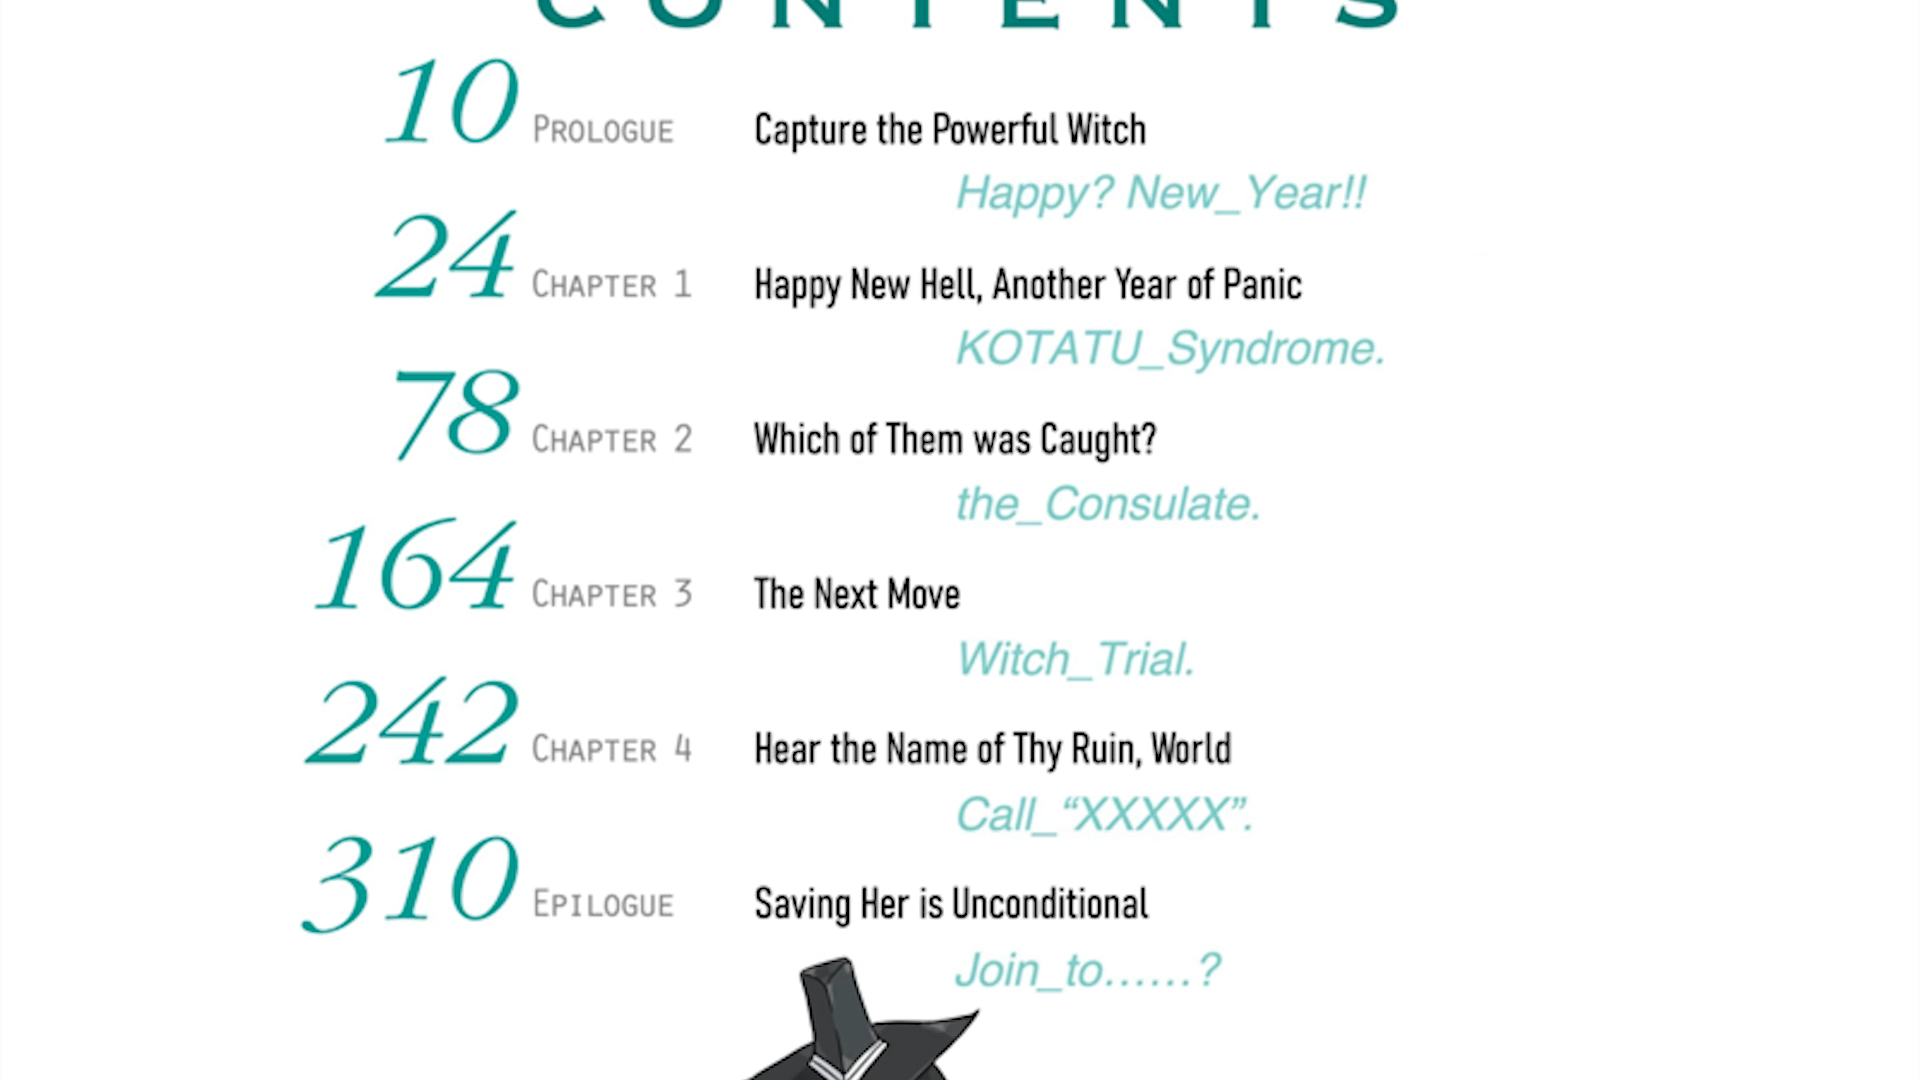 CONTENTS
10 PROLOGUE Capture the Powerful Witch
Happy? New_Year!!
24 CHAPTER 1 Happy New Hell, Another Year of Panic
KOTATU_Syndrome.
78 CHAPTER 2 Which of Them was Caught?
the_Consulate.
164 CHAPTER 3 The Next Move
Witch_Trial.
242 CHAPTER 4 Hear the Name of Thy Ruin, World
Call_“XXXXX”.
310 EPILOGUE Saving Her is Unconditional
Join_to......?